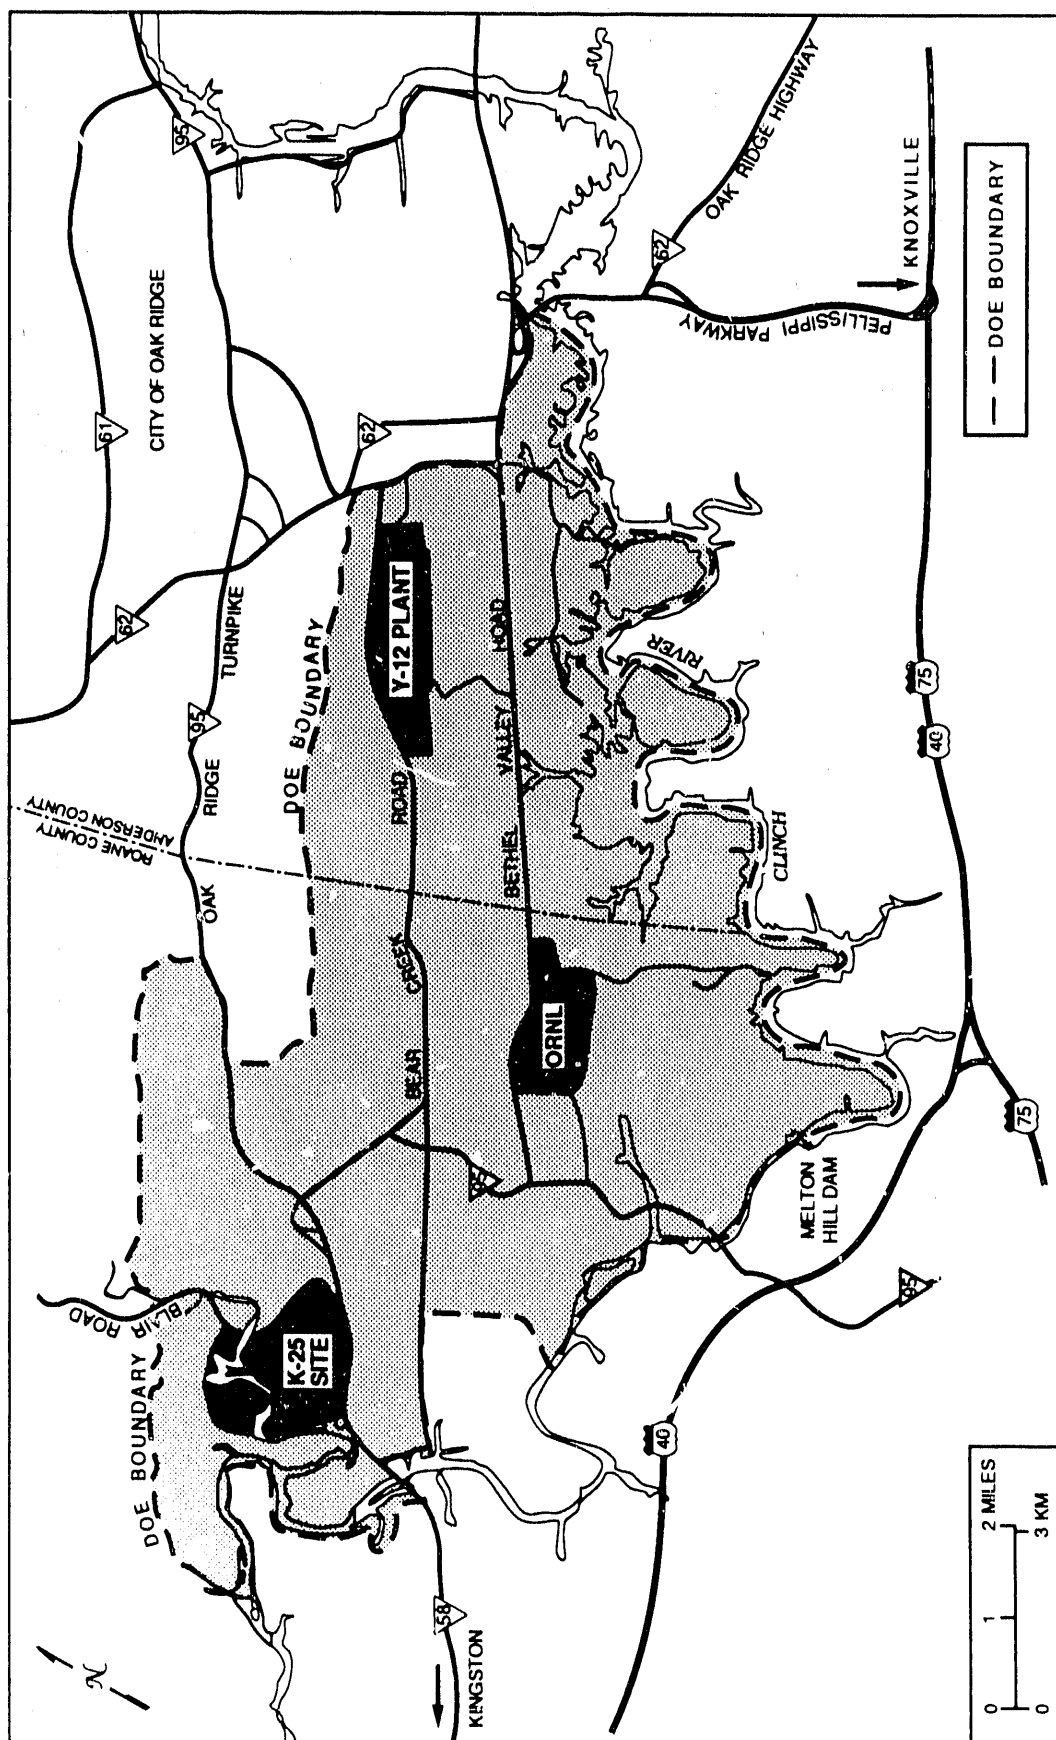 95
61
CITY OF OAK RIDGE
62
62
OAK RIDGE HIGHWAY
62
PELLISSIPPI PARKWAY
KNOXVILLE
DOE BOUNDARY
OAK RIDGE TURNPIKE
95
ROANE COUNTY
ANDERSON COUNTY
DOE BOUNDARY
Y-12 PLANT
BEAR CREEK ROAD
BETHEL VALLEY ROAD
ORNL
CLINCH RIVER
75
40
75
MELTON
HILL DAM
95
95
BLAIR ROAD
DOE BOUNDARY
K-25
SITE
40
58
KINGSTON
N
0 1 2 MILES
0 3 KM